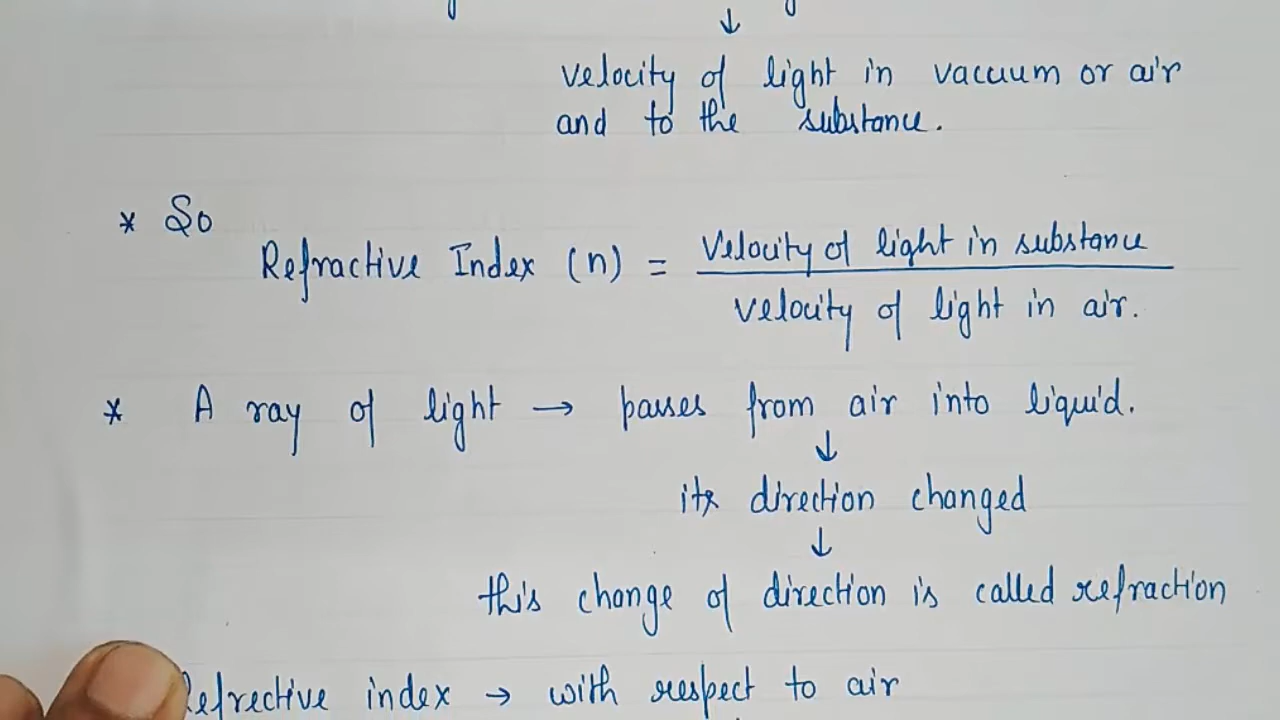 ↓
velocity of light in vacuum or air
and to the substance.
* So
Refractive Index (n) = Velocity of light in substance
velocity of light in air.
* A ray of light → passes from air into liquid.
↓
its direction changed
↓
this change of direction is called refraction
Refrective index → with respect to air